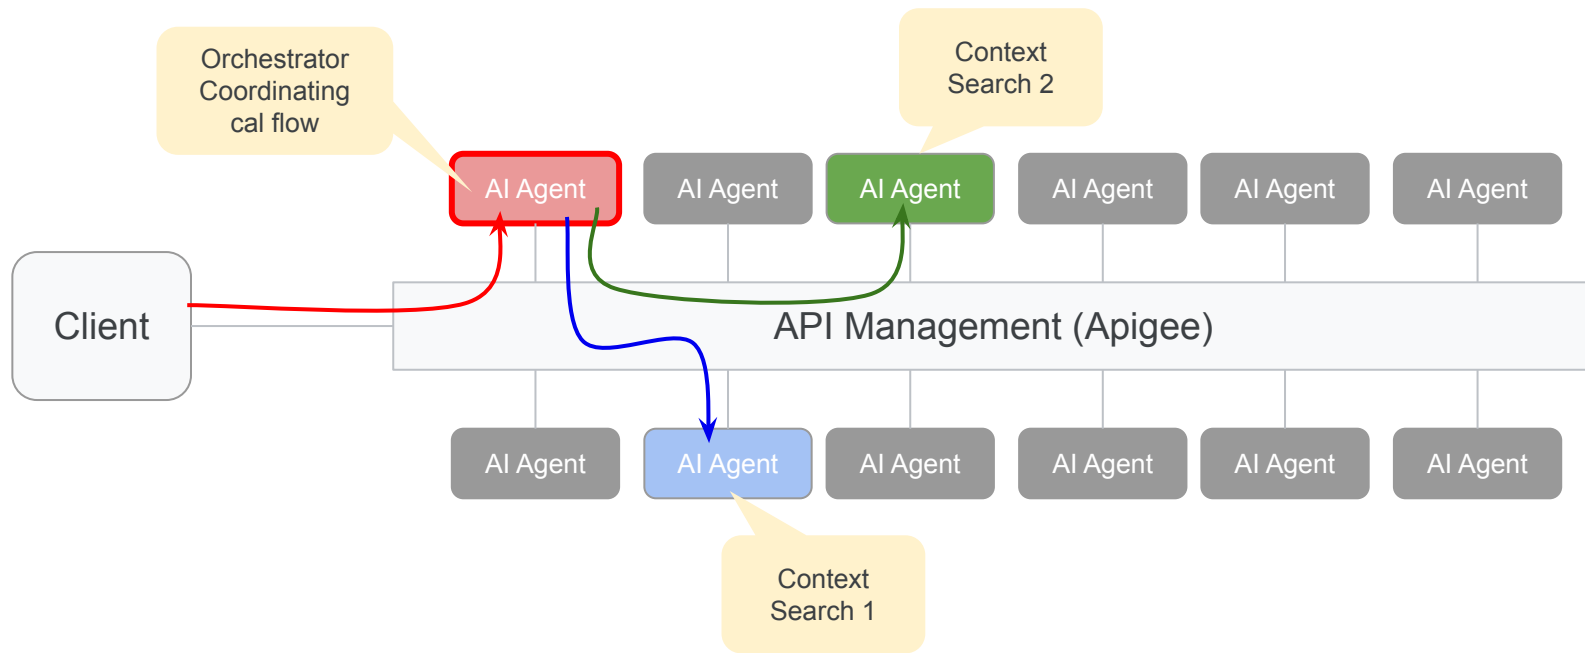 Orchestrator
Coordinating
cal flow
Context
Search 2
AI Agent
AI Agent
AI Agent
AI Agent
AI Agent
AI Agent
Client
API Management (Apigee)
AI Agent
AI Agent
AI Agent
AI Agent
AI Agent
AI Agent
Context
Search 1